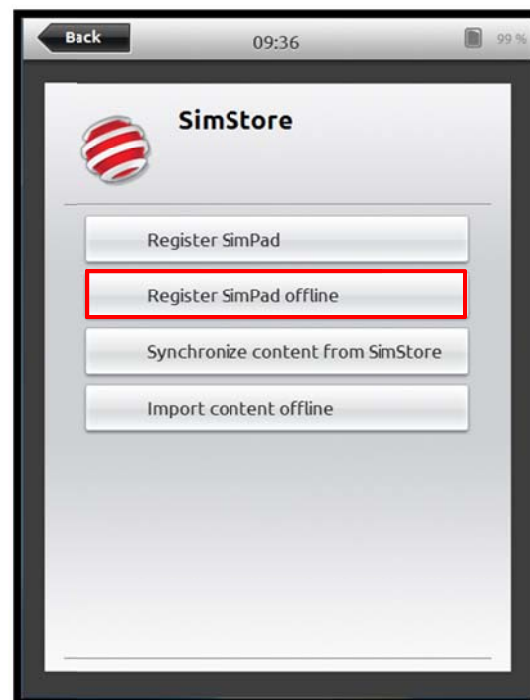 Back
09:36
99 %
SimStore
Register SimPad
Register SimPad offline
Synchronize content from SimStore
Import content offline